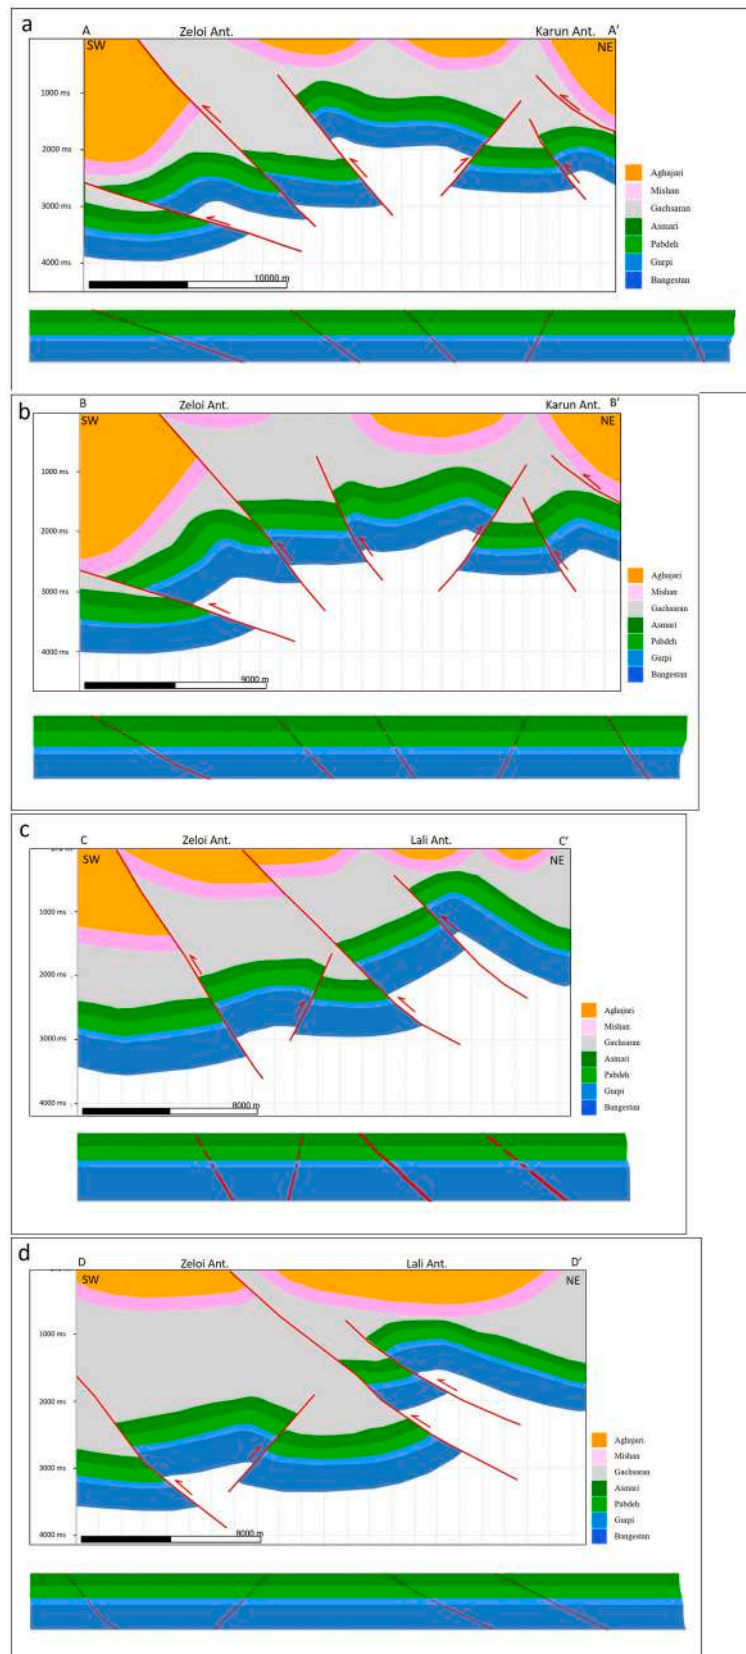 a
A Zeloi Ant. Karun Ant. A'
SW NE
1000 ms
2000 ms
3000 ms
4000 ms
10000 m
Aghajari
Mishan
Gachsaran
Asmari
Pabdeh
Gurpi
Bangestan
b
B Zeloi Ant. Karun Ant. B'
SW NE
1000 ms
2000 ms
3000 ms
4000 ms
9000 m
Aghajari
Mishan
Gachsaran
Asmari
Pabdeh
Gurpi
Bangestan
c
C Zeloi Ant. Lali Ant. C'
SW NE
1000 ms
2000 ms
3000 ms
4000 ms
8000 m
Aghajari
Mishan
Gachsaran
Asmari
Pabdeh
Gurpi
Bangestan
d
D Zeloi Ant. Lali Ant. D'
SW NE
1000 ms
2000 ms
3000 ms
4000 ms
8000 m
Aghajari
Mishan
Gachsaran
Asmari
Pabdeh
Gurpi
Bangestan